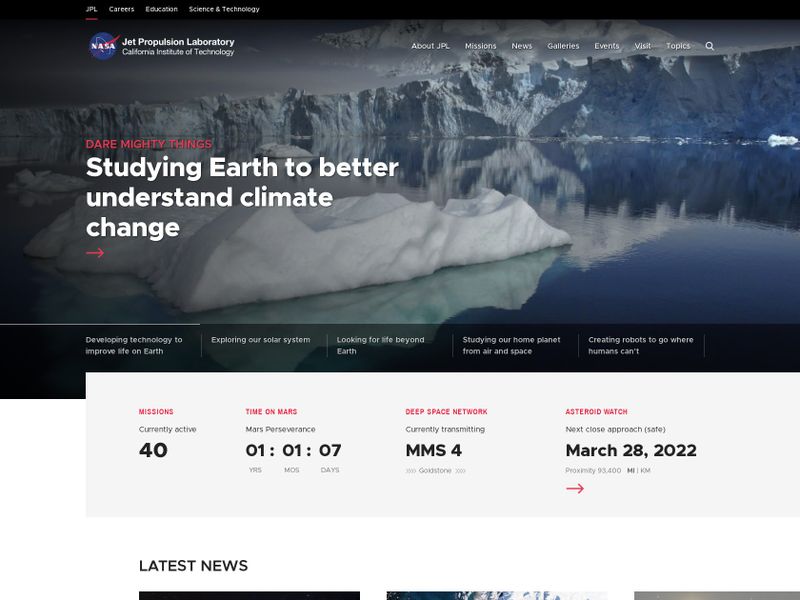 JPL Careers Education Science & Technology
NASA
Jet Propulsion Laboratory
California Institute of Technology
About JPL Missions News Galleries Events Visit Topics
DARE MIGHTY THINGS
Studying Earth to better
understand climate
change
Developing technology to
improve life on Earth
Exploring our solar system
Looking for life beyond
Earth
Studying our home planet
from air and space
Creating robots to go where
humans can't
MISSIONS
Currently active
40
TIME ON MARS
Mars Perseverance
01 : 01 : 07
YRS MOS DAYS
DEEP SPACE NETWORK
Currently transmitting
MMS 4
Goldstone
ASTEROID WATCH
Next close approach (safe)
March 28, 2022
Proximity 93,400 MI | KM
LATEST NEWS